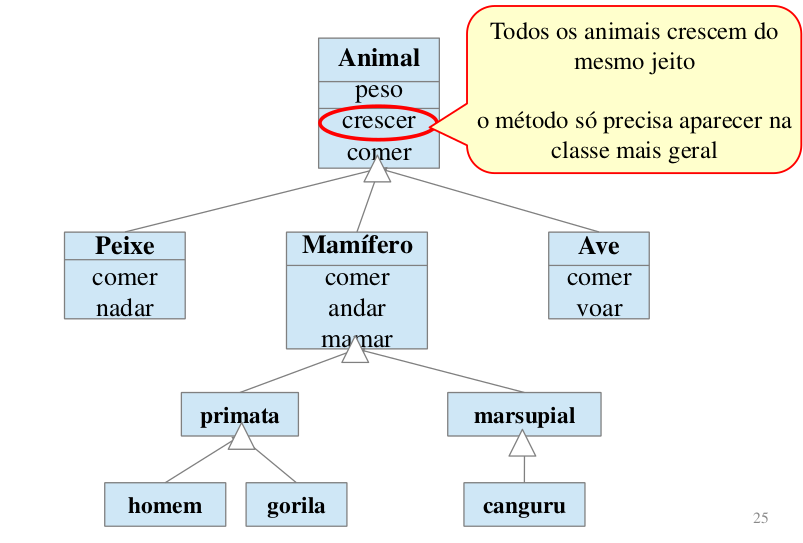 Todos os animais crescem do
mesmo jeito
o método só precisa aparecer na
classe mais geral
Animal
peso
crescer
comer
Peixe
comer
nadar
Mamífero
comer
andar
mamar
Ave
comer
voar
primata
marsupial
homem
gorila
canguru
25